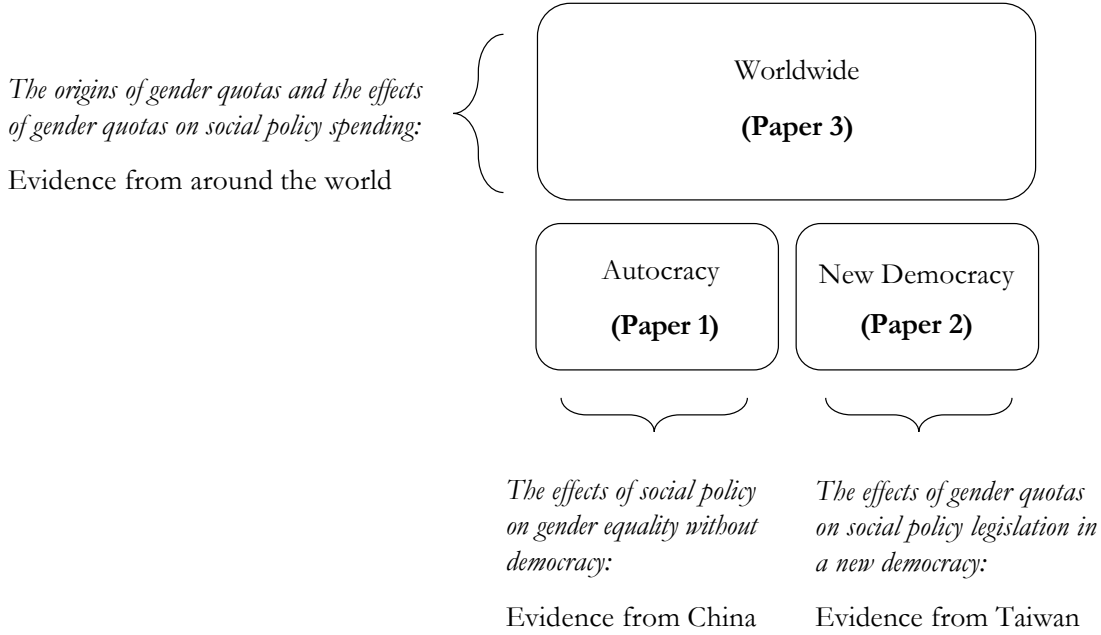 The origins of gender quotas and the effects
of gender quotas on social policy spending:
Evidence from around the world
Worldwide
(Paper 3)
Autocracy
(Paper 1)
New Democracy
(Paper 2)
The effects of social policy
on gender equality without
democracy:
Evidence from China
The effects of gender quotas
on social policy legislation in
a new democracy:
Evidence from Taiwan